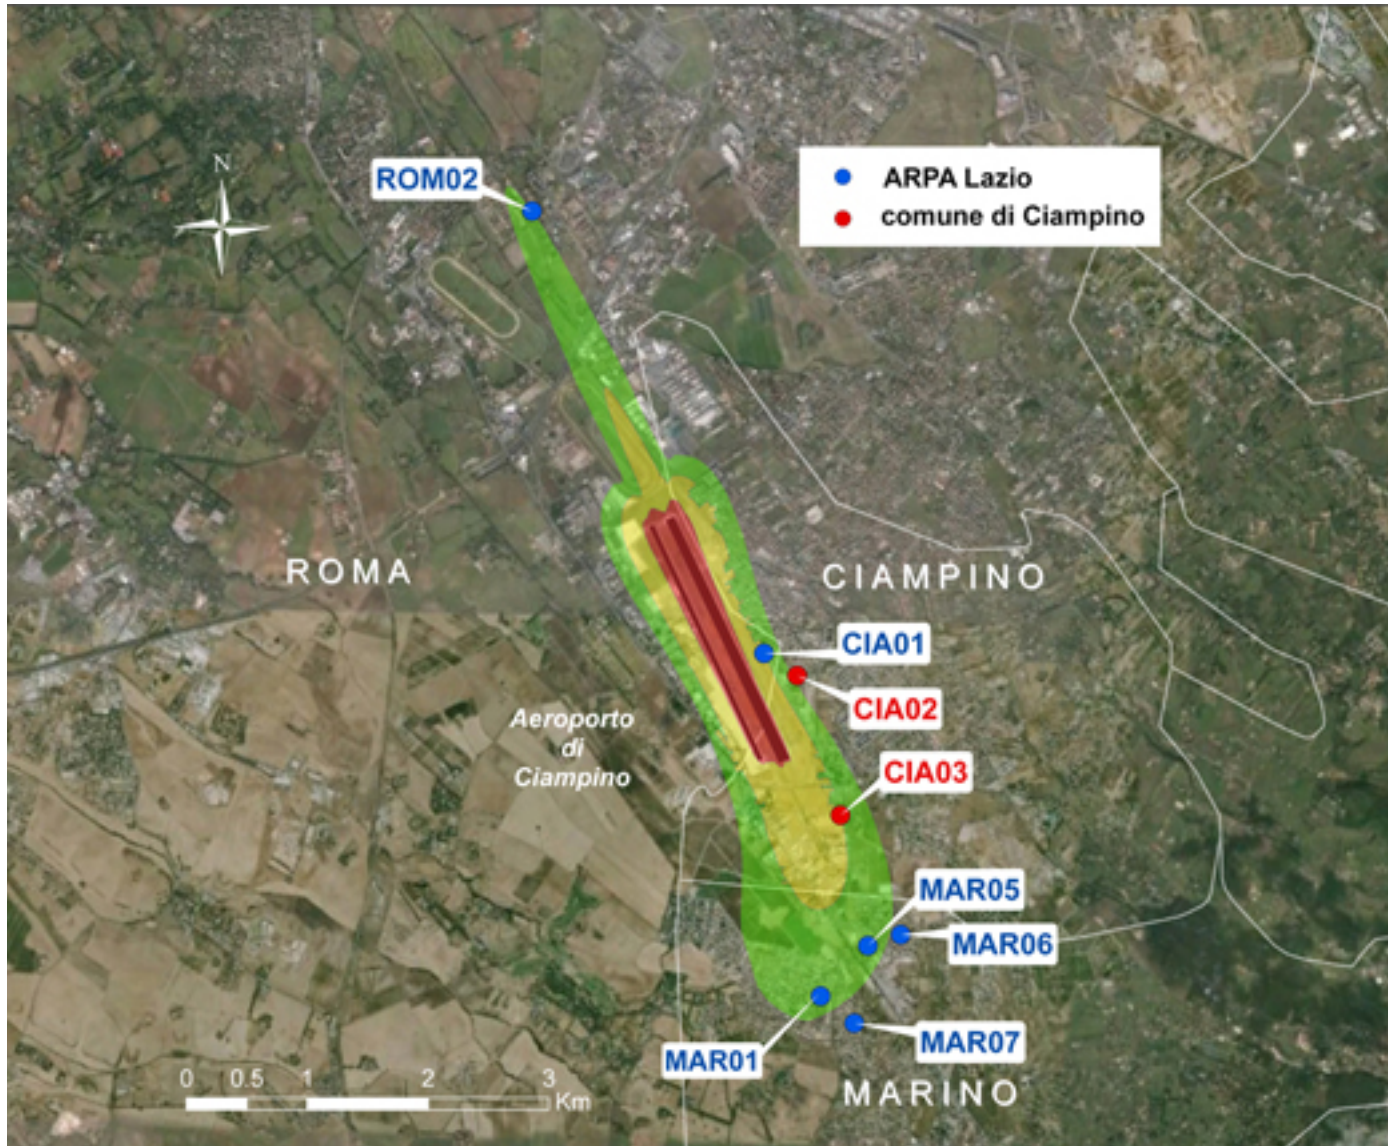 N
ROM02
ARPA Lazio
comune di Ciampino
ROMA
CIAMPINO
CIA01
CIA02
Aeroporto
di
Ciampino
CIA03
MAR05
MAR06
MAR01
MAR07
MARINO
0 0.5 1 2 3
Km